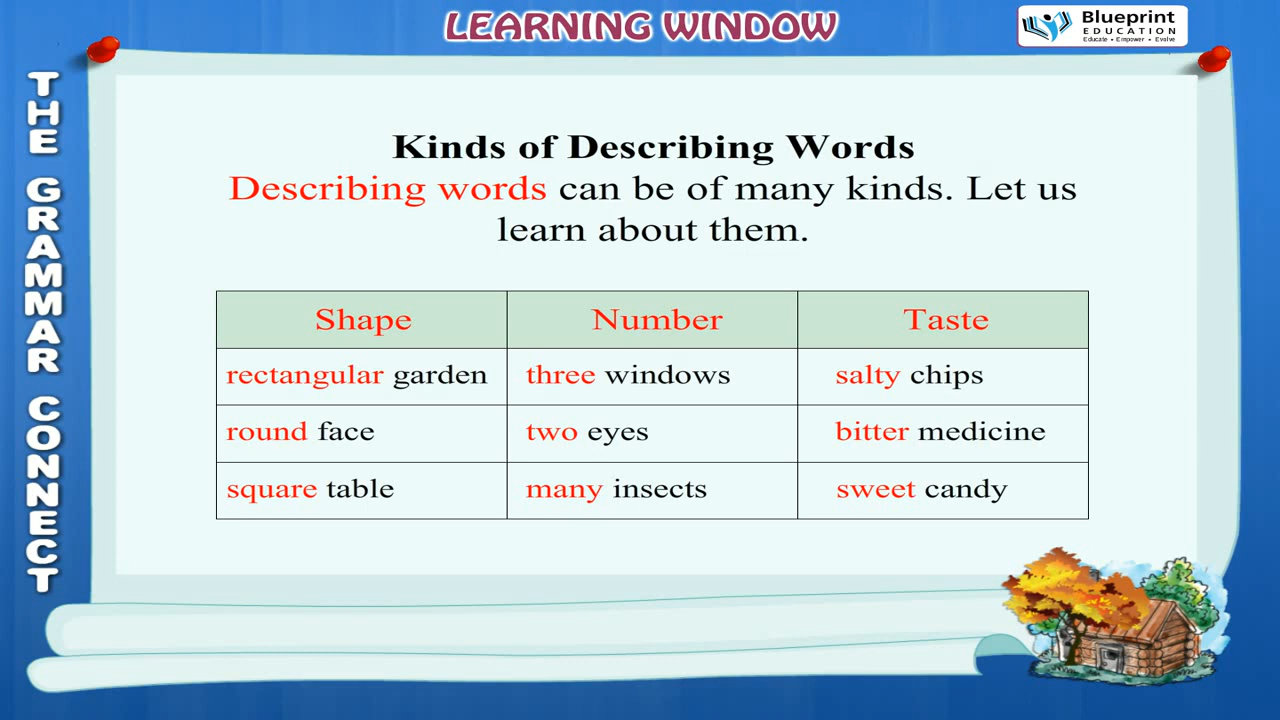 LEARNING WINDOW
Blueprint
EDUCATION
Educate • Empower • Evolve
THE GRAMMAR CONNECT
Kinds of Describing Words
Describing words can be of many kinds. Let us
learn about them.
Shape Number Taste
rectangular garden three windows salty chips
round face two eyes bitter medicine
square table many insects sweet candy